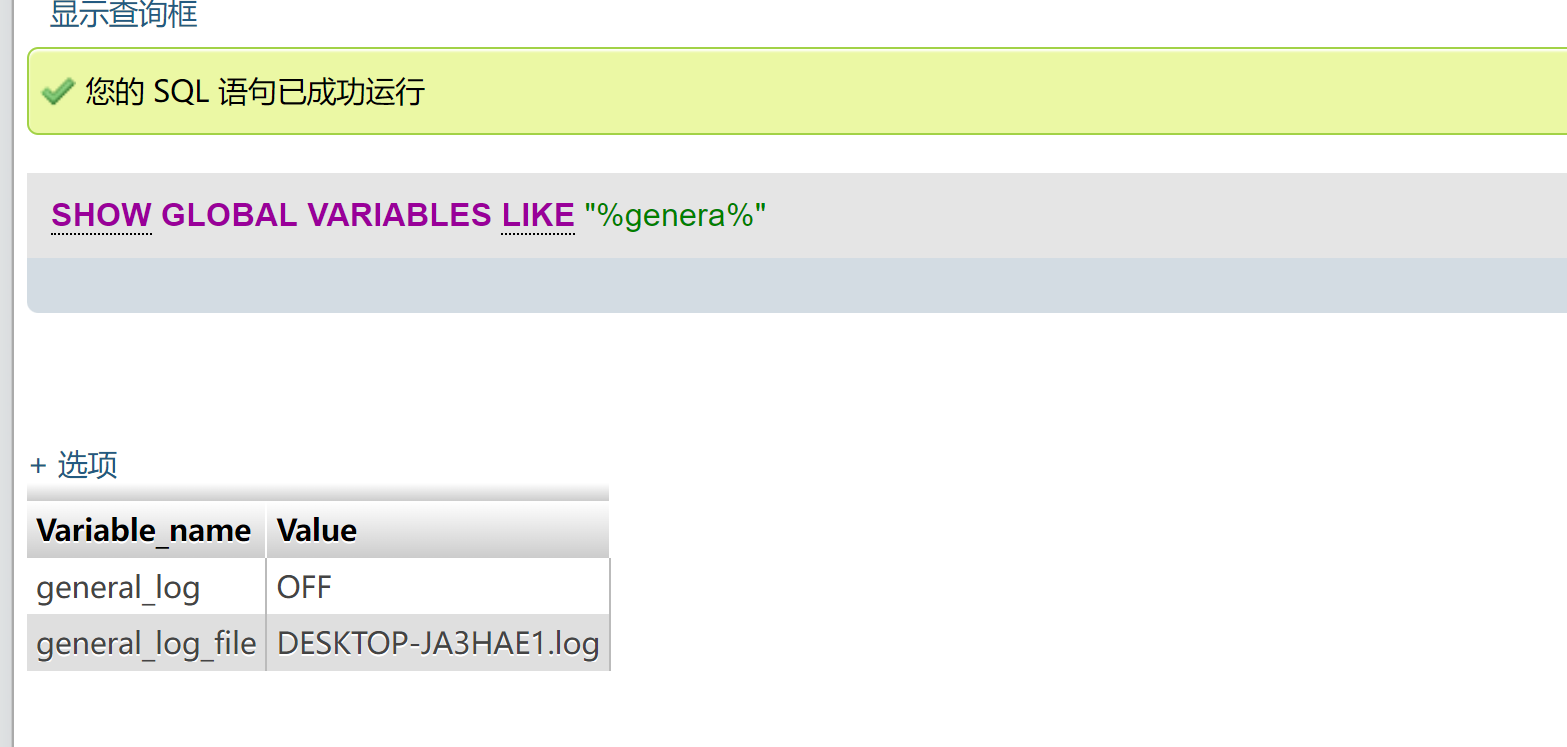 显示查询框
您的 SQL 语句已成功运行
SHOW GLOBAL VARIABLES LIKE "%genera%"
+ 选项
Variable_name Value
general_log OFF
general_log_file DESKTOP-JA3HAE1.log